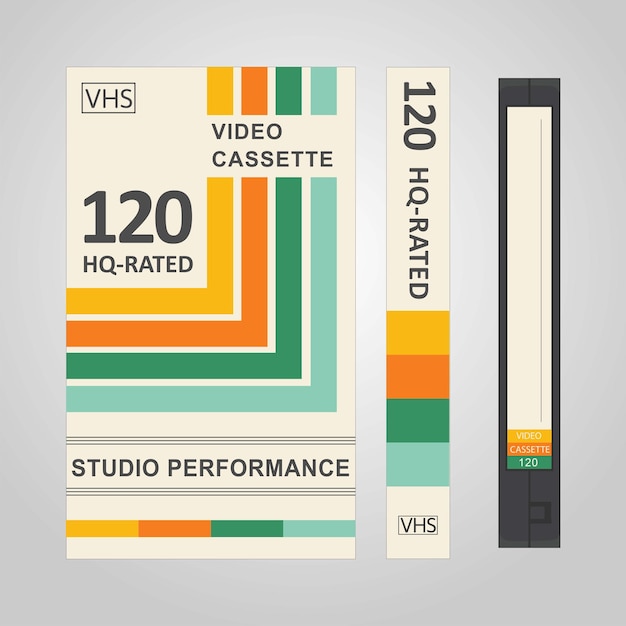 VHS
VIDEO
CASSETTE
120
HQ-RATED
STUDIO PERFORMANCE
120 HQ-RATED
VHS
VIDEO
CASSETTE
120